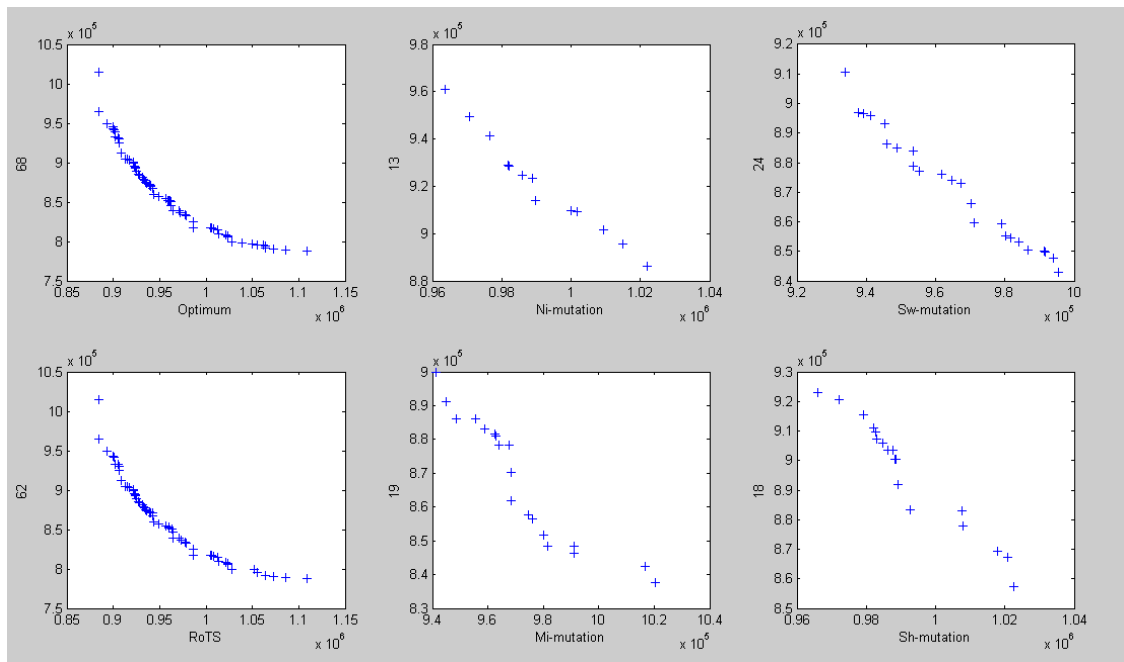 x 10^5
10.5
10
9.5
9
8.5
8
7.5
68
0.85 0.9 0.95 1 1.05 1.1 1.15
Optimum
x 10^6
x 10^5
9.8
9.6
9.4
9.2
9
8.8
13
0.96 0.98 1 1.02 1.04
Ni-mutation
x 10^6
x 10^5
9.2
9.1
9
8.9
8.8
8.7
8.6
8.5
8.4
24
9.2 9.4 9.6 9.8 10
Sw-mutation
x 10^5
x 10^5
10.5
10
9.5
9
8.5
8
7.5
62
0.85 0.9 0.95 1 1.05 1.1 1.15
RoTS
x 10^6
x 10^5
9
8.9
8.8
8.7
8.6
8.5
8.4
8.3
19
9.4 9.6 9.8 10 10.2 10.4
Mi-mutation
x 10^5
x 10^5
9.3
9.2
9.1
9
8.9
8.8
8.7
8.6
8.5
18
0.96 0.98 1 1.02 1.04
Sh-mutation
x 10^6